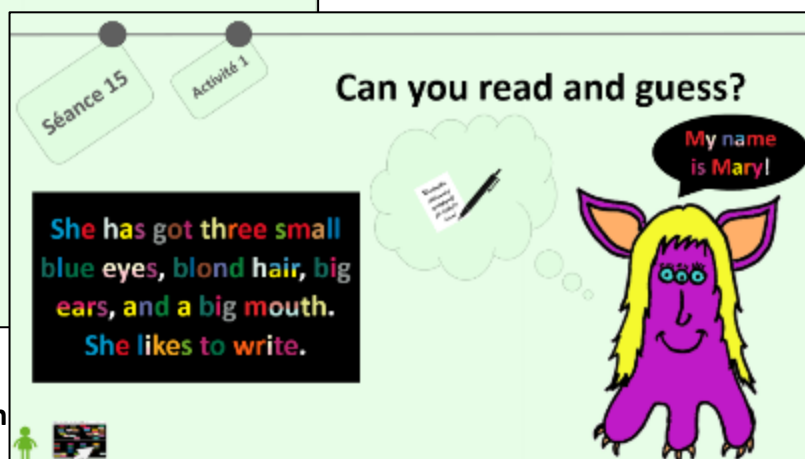 Séance 15
Activité 1
Can you read and guess?
My name
is Mary!
She has got three small
blue eyes, blond hair, big
ears, and a big mouth.
She likes to write.